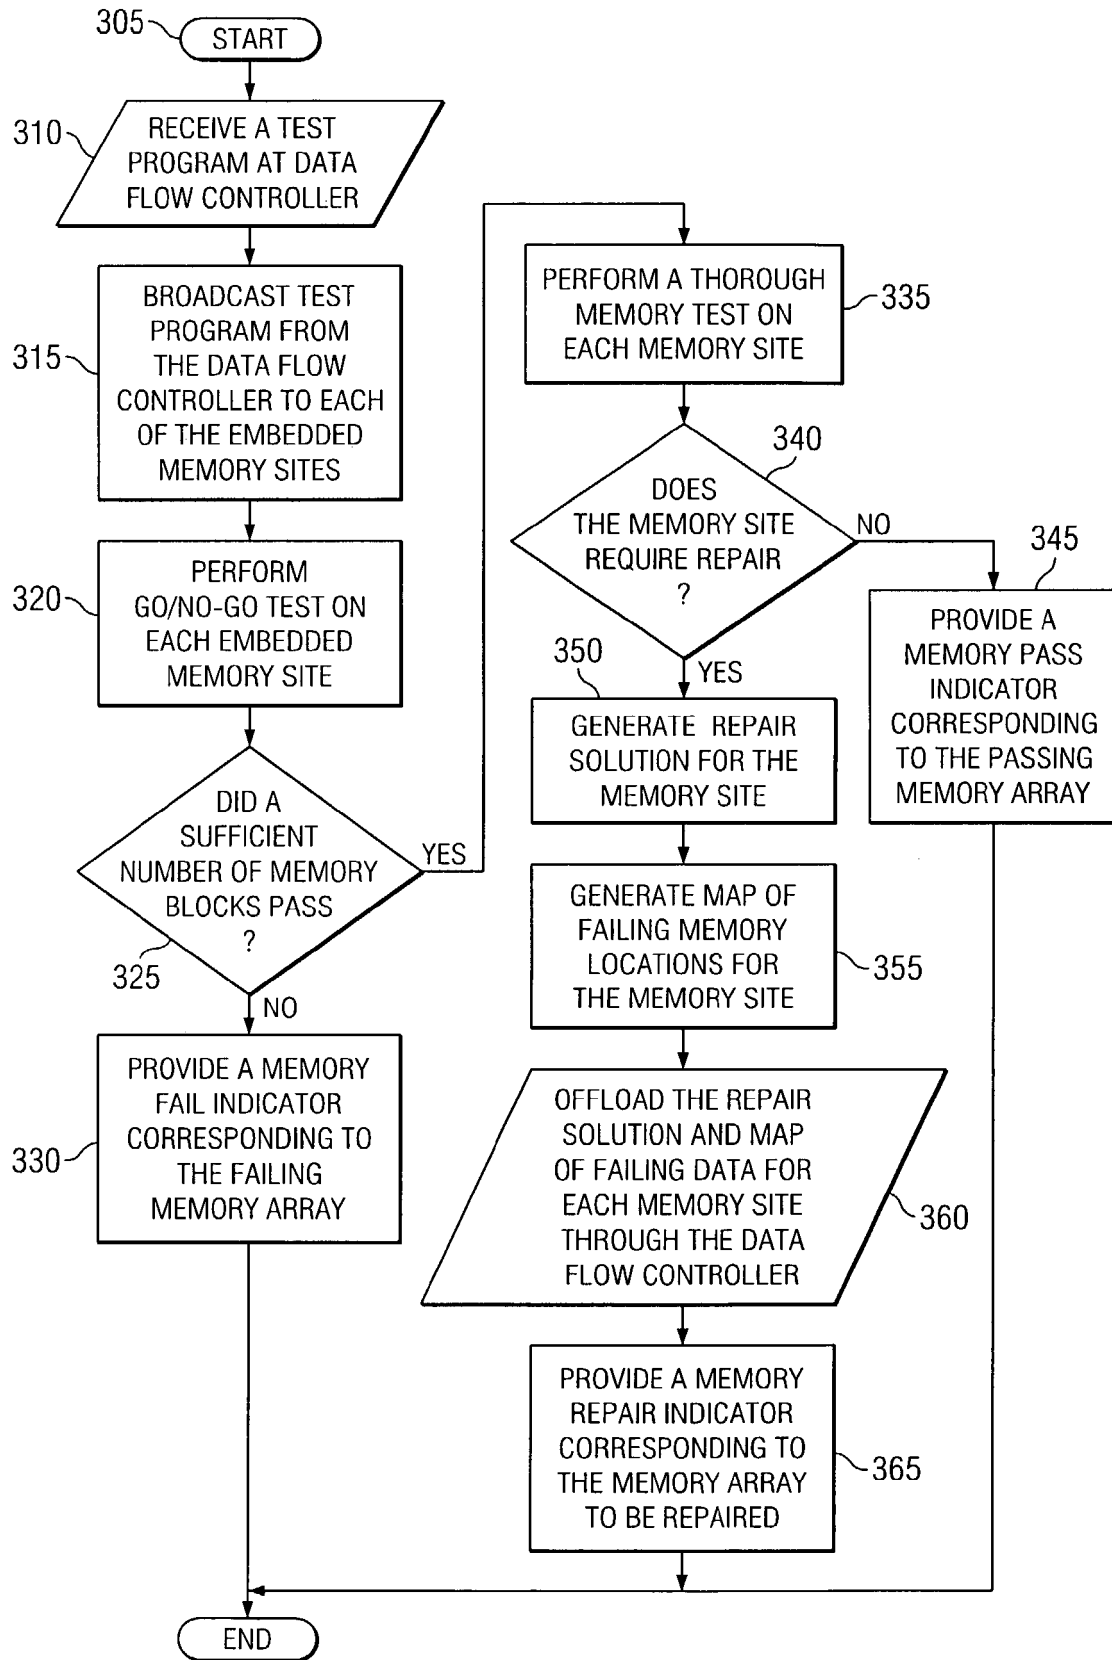 305
START
310
RECEIVE A TEST
PROGRAM AT DATA
FLOW CONTROLLER
315
BROADCAST TEST
PROGRAM FROM
THE DATA FLOW
CONTROLLER TO EACH
OF THE EMBEDDED
MEMORY SITES
320
PERFORM
GO/NO-GO TEST ON
EACH EMBEDDED
MEMORY SITE
DID A
SUFFICIENT
NUMBER OF MEMORY
BLOCKS PASS
?
325
YES
NO
330
PROVIDE A MEMORY
FAIL INDICATOR
CORRESPONDING TO
THE FAILING
MEMORY ARRAY
PERFORM A THOROUGH
MEMORY TEST ON
EACH MEMORY SITE
335
340
DOES
THE MEMORY SITE
REQUIRE REPAIR
?
NO
YES
345
PROVIDE A
MEMORY PASS
INDICATOR
CORRESPONDING
TO THE PASSING
MEMORY ARRAY
350
GENERATE REPAIR
SOLUTION FOR THE
MEMORY SITE
GENERATE MAP OF
FAILING MEMORY
LOCATIONS FOR
THE MEMORY SITE
355
OFFLOAD THE REPAIR
SOLUTION AND MAP
OF FAILING DATA FOR
EACH MEMORY SITE
THROUGH THE DATA
FLOW CONTROLLER
360
PROVIDE A MEMORY
REPAIR INDICATOR
CORRESPONDING TO
THE MEMORY ARRAY
TO BE REPAIRED
365
END